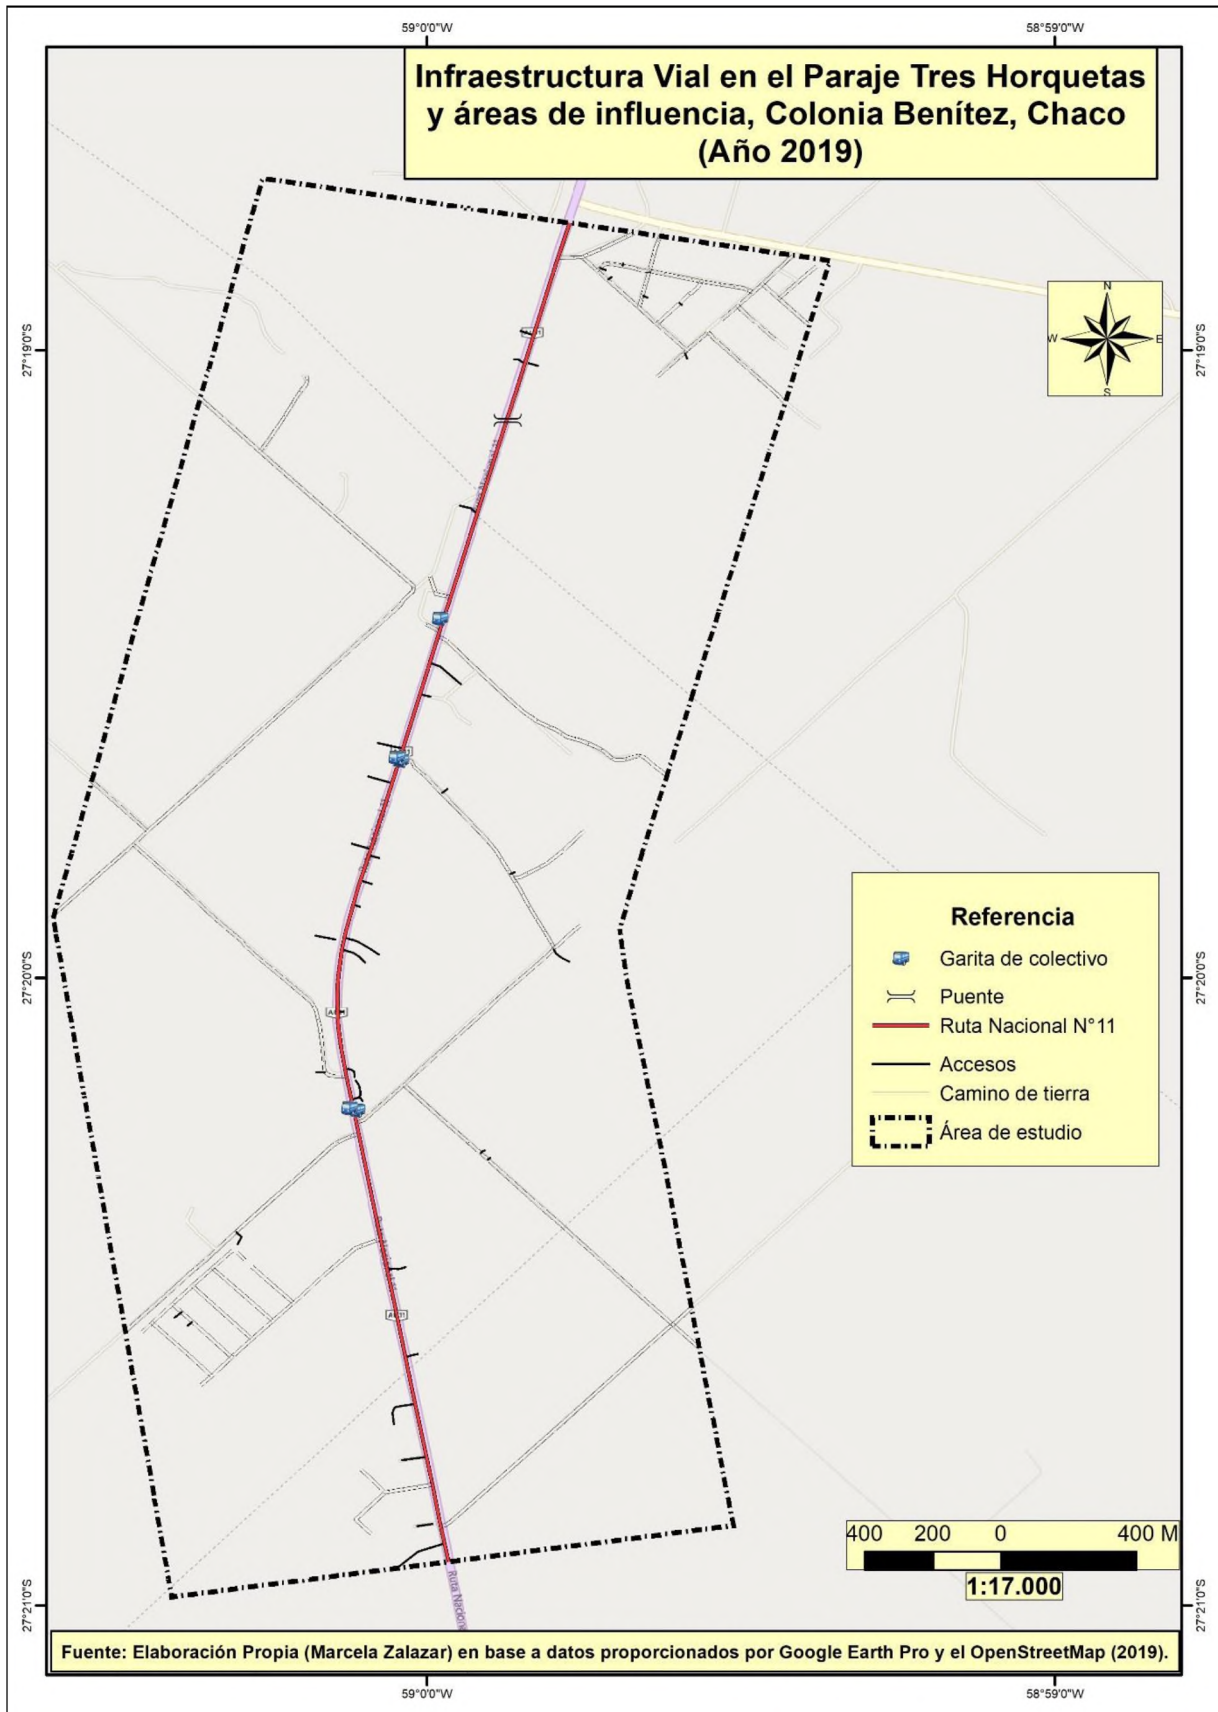 59°0'0"W
58°59'0"W
Infraestructura Vial en el Paraje Tres Horquetas
y áreas de influencia, Colonia Benítez, Chaco
(Año 2019)
N
W
E
S
27°19'0"S
27°19'0"S
Referencia
Garita de colectivo
Puente
Ruta Nacional N°11
Accesos
Camino de tierra
Área de estudio
27°20'0"S
27°20'0"S
400 200 0 400 M
1:17.000
Ruta Nacion
27°21'0"S
27°21'0"S
Fuente: Elaboración Propia (Marcela Zalazar) en base a datos proporcionados por Google Earth Pro y el OpenStreetMap (2019).
59°0'0"W
58°59'0"W